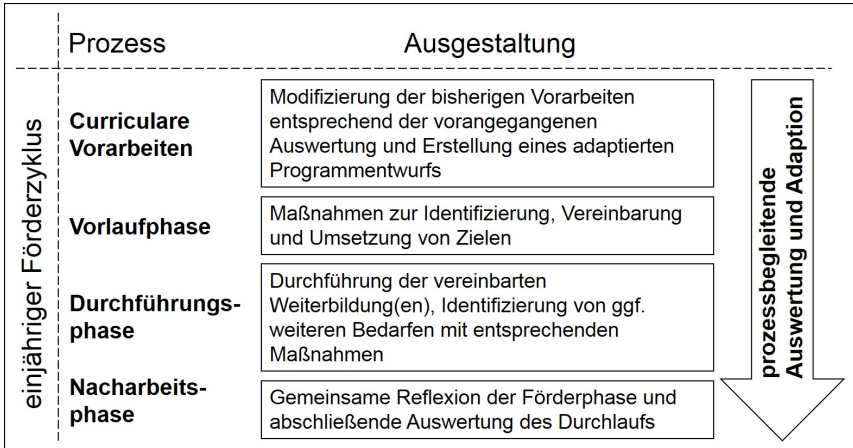 Prozess
Ausgestaltung
einjähriger Förderzyklus
Curriculare
Vorarbeiten
Modifizierung der bisherigen Vorarbeiten
entsprechend der vorangegangenen
Auswertung und Erstellung eines adaptierten
Programmentwurfs
Vorlaufphase
Maßnahmen zur Identifizierung, Vereinbarung
und Umsetzung von Zielen
Durchführungs-
phase
Durchführung der vereinbarten
Weiterbildung(en), Identifizierung von ggf.
weiteren Bedarfen mit entsprechenden
Maßnahmen
Nacharbeits-
phase
Gemeinsame Reflexion der Förderphase und
abschließende Auswertung des Durchlaufs
prozessbegleitende
Auswertung und Adaption